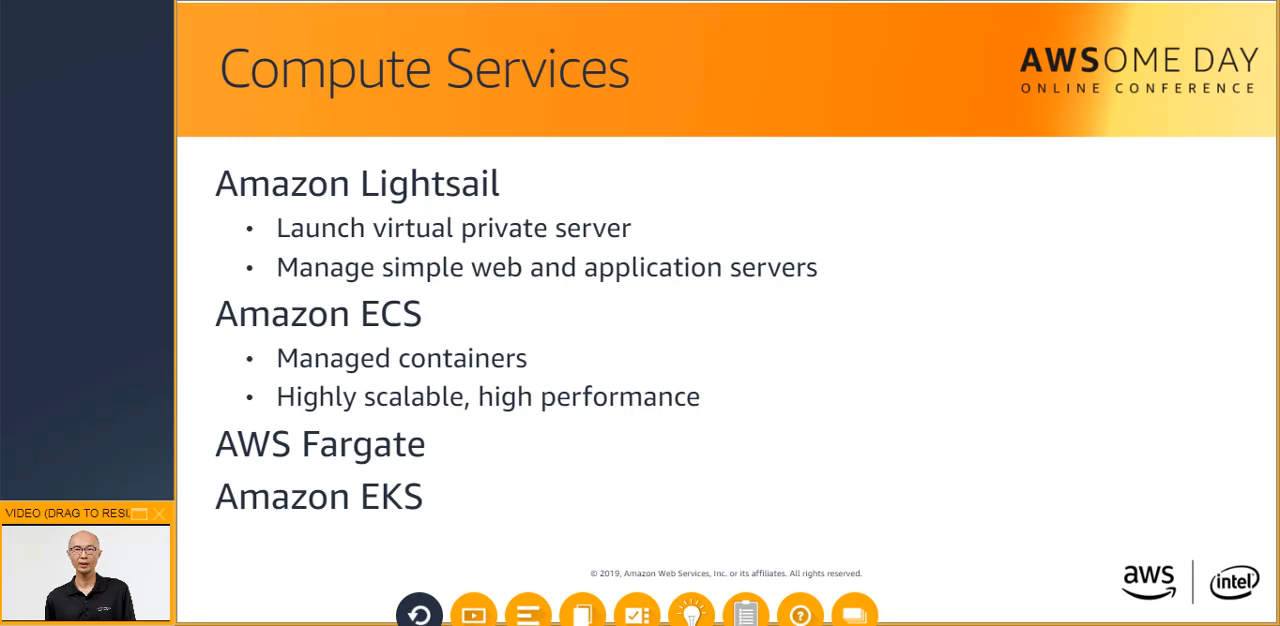 Compute Services
AWSOME DAY
ONLINE CONFERENCE
Amazon Lightsail
• Launch virtual private server
• Manage simple web and application servers
Amazon ECS
• Managed containers
• Highly scalable, high performance
AWS Fargate
Amazon EKS
VIDEO (DRAG TO RESI
© 2019, Amazon Web Services, Inc. or its affiliates. All rights reserved.
aws
intel